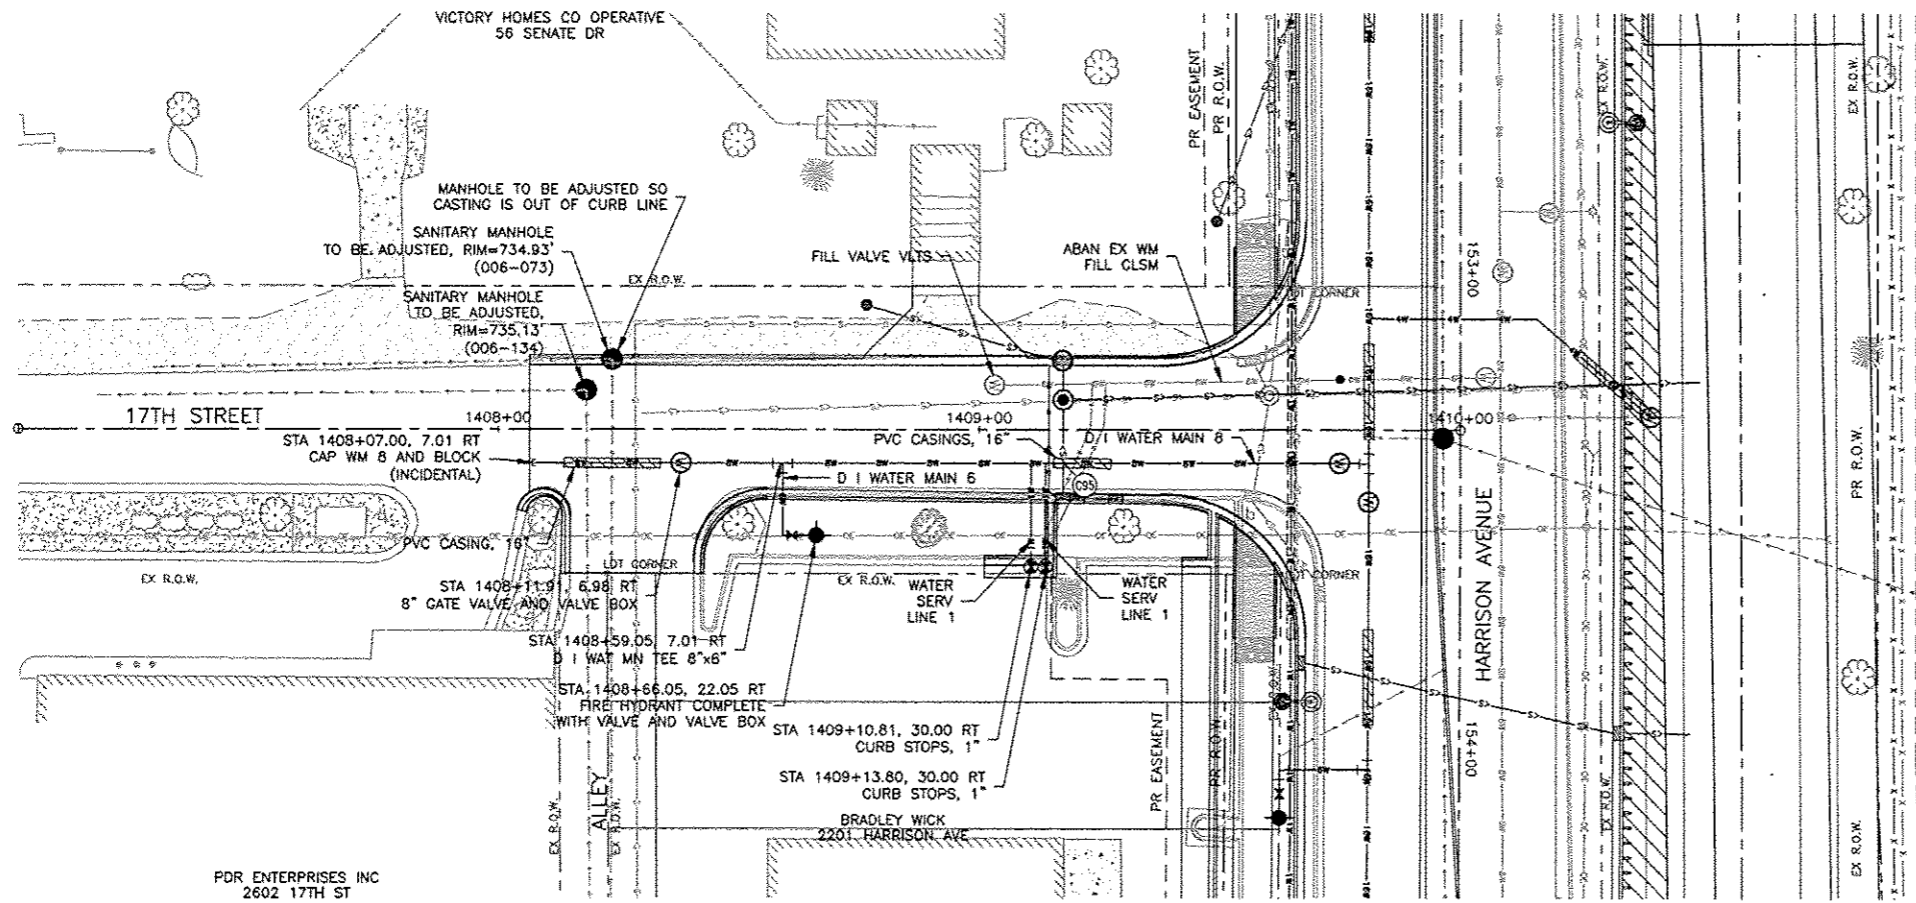 VICTORY HOMES CO OPERATIVE
56 SENATE DR
PR EASEMENT
PR R.O.W.
EX R.O.W.
EX R.O.W.
MANHOLE TO BE ADJUSTED SO
CASTING IS OUT OF CURB LINE
SANITARY MANHOLE
TO BE ADJUSTED, RIM=734.93'
(006-073)
FILL VALVE VLTS
ABAN EX WM
FILL CLSM
153+00
EX R.O.W.
LOT CORNER
SANITARY MANHOLE
TO BE ADJUSTED,
RIM=735.13'
(006-134)
17TH STREET
1408+00
1409+00
1410+00
STA 1408+07.00, 7.01 RT
CAP WM 8 AND BLOCK
(INCIDENTAL)
PVC CASINGS, 16"
D I WATER MAIN 8
D I WATER MAIN 6
C95
PR R.O.W.
HARRISON AVENUE
PVC CASING, 16"
EX R.O.W.
LOT CORNER
EX R.O.W.
LOT CORNER
STA 1408+11.9 6.98 RT
8" GATE VALVE AND VALVE BOX
WATER
SERV
LINE 1
WATER
SERV
LINE 1
STA 1408+59.05, 7.01 RT
D I WAT MN TEE 8"x6"
STA 1408+66.05, 22.05 RT
FIRE HYDRANT COMPLETE
WITH VALVE AND VALVE BOX
STA 1409+10.81, 30.00 RT
CURB STOPS, 1"
STA 1409+13.80, 30.00 RT
CURB STOPS, 1"
PR EASEMENT
PR R.O.W.
154+00
EX R.O.W.
ALLEY
EX R.O.W.
EX R.O.W.
BRADLEY WICK
2201 HARRISON AVE
EX R.O.W.
PDR ENTERPRISES INC
2602 17TH ST